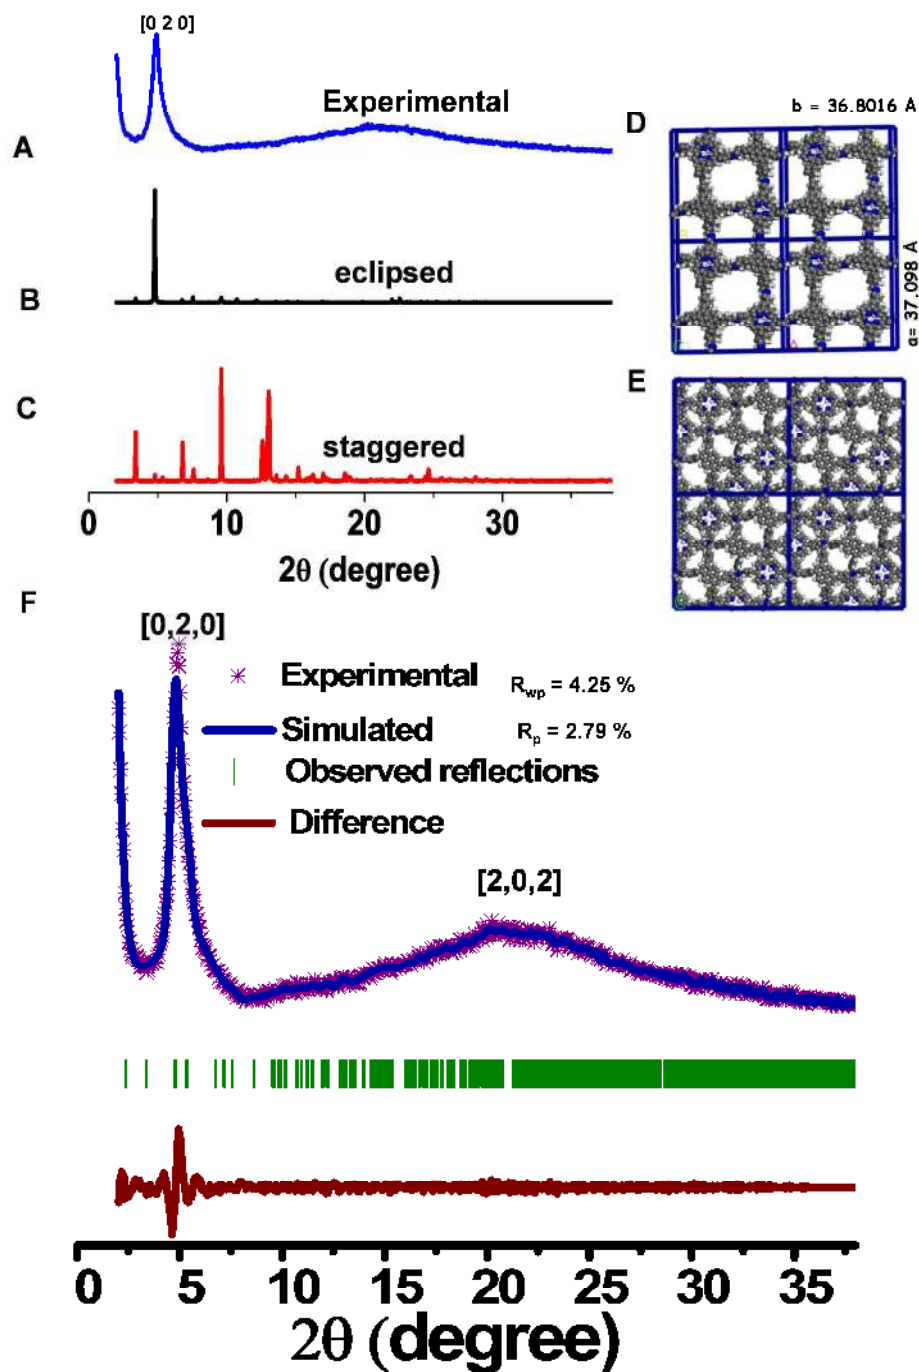 [0 2 0]
Experimental
A
eclipsed
B
C
staggered
0
10
20
30
2θ (degree)
D
b = 36.8016 A
a= 37.098 A
E
F
[0,2,0]
Experimental
R_wp = 4.25 %
Simulated
R_p = 2.79 %
Observed reflections
Difference
[2,0,2]
0
5
10
15
20
25
30
35
2θ (degree)